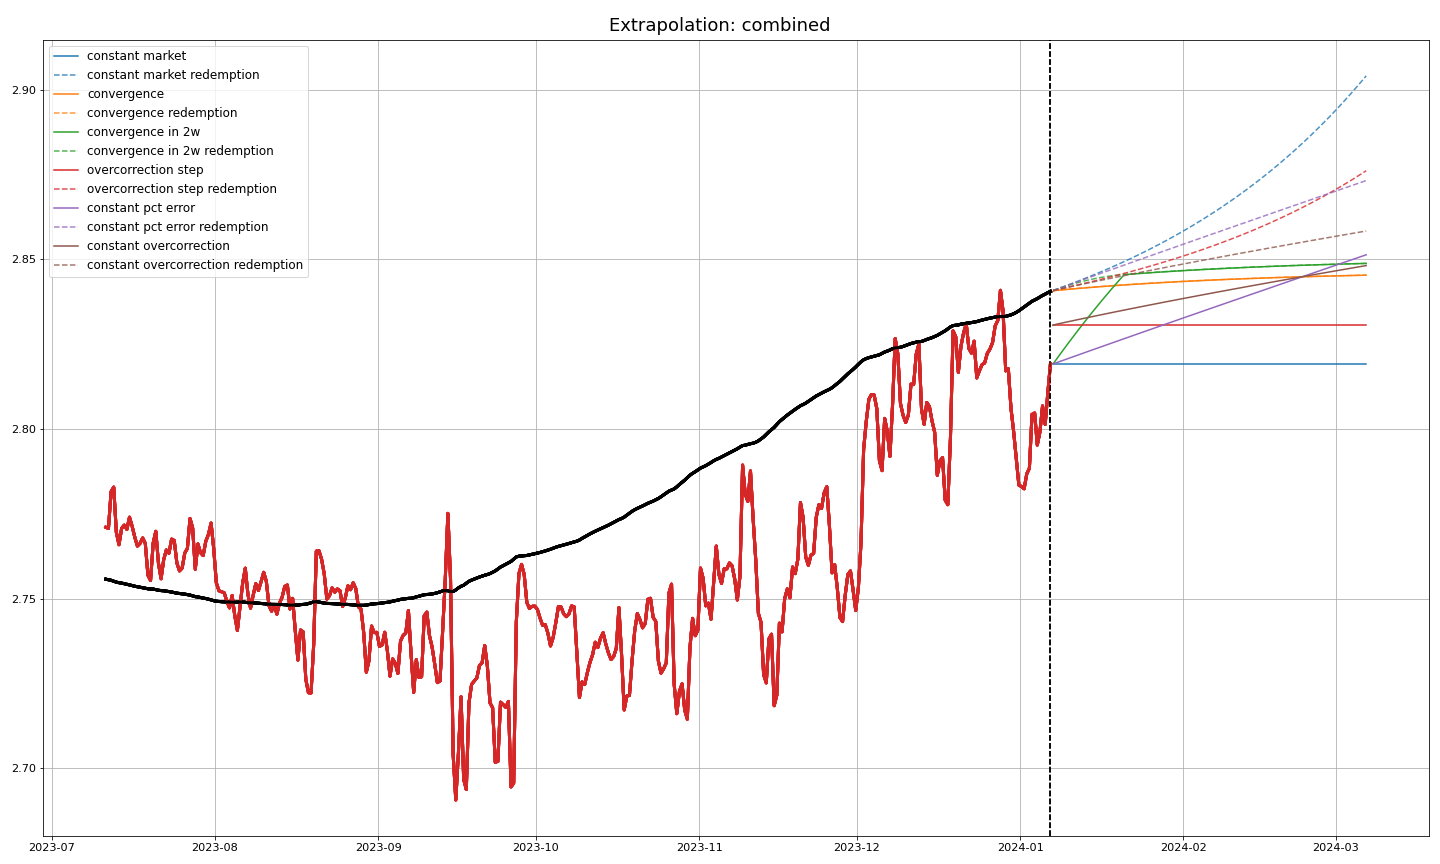 Extrapolation: combined
constant market
constant market redemption
convergence
convergence redemption
convergence in 2w
convergence in 2w redemption
overcorrection step
overcorrection step redemption
constant pct error
constant pct error redemption
constant overcorrection
constant overcorrection redemption
2.90
2.85
2.80
2.75
2.70
2023-07 2023-08 2023-09 2023-10 2023-11 2023-12 2024-01 2024-02 2024-03